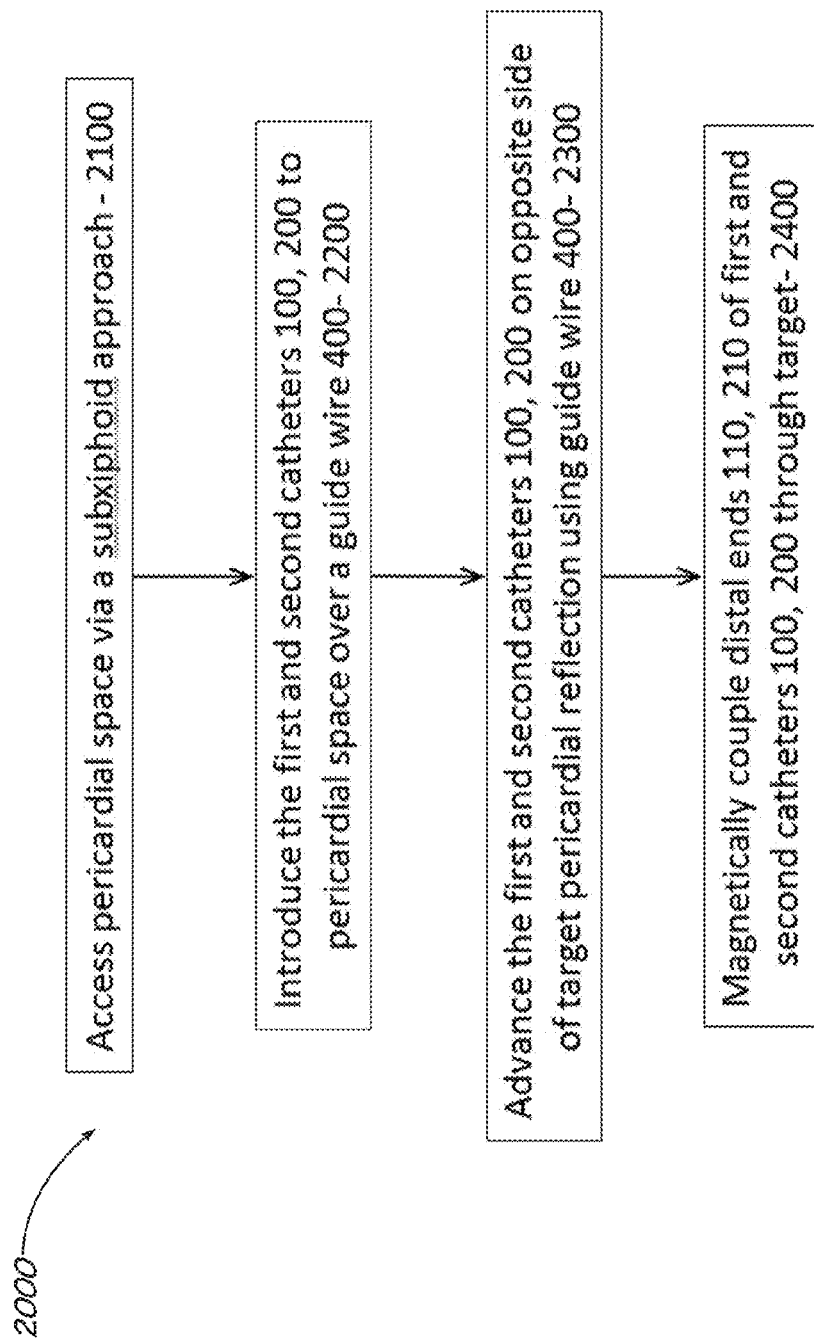 2000
Access pericardial space via a subxiphoid approach - 2100
Introduce the first and second catheters 100, 200 to
pericardial space over a guide wire 400- 2200
Advance the first and second catheters 100, 200 on opposite side
of target pericardial reflection using guide wire 400- 2300
Magnetically couple distal ends 110, 210 of first and
second catheters 100, 200 through target- 2400